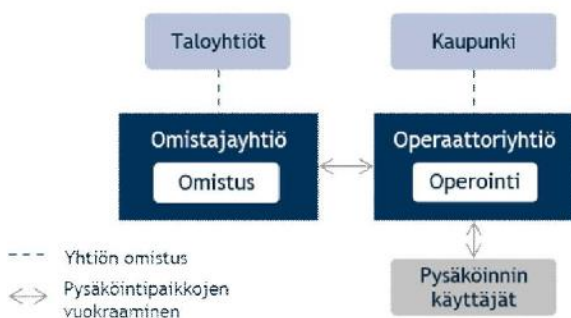 Taloyhtiöt
Kaupunki
Omistajayhtiö
Operaattoriyhtiö
Omistus
Operointi
Yhtiön omistus
Pysäköintipaikkojen
vuokraaminen
Pysäköinnin
käyttäjät